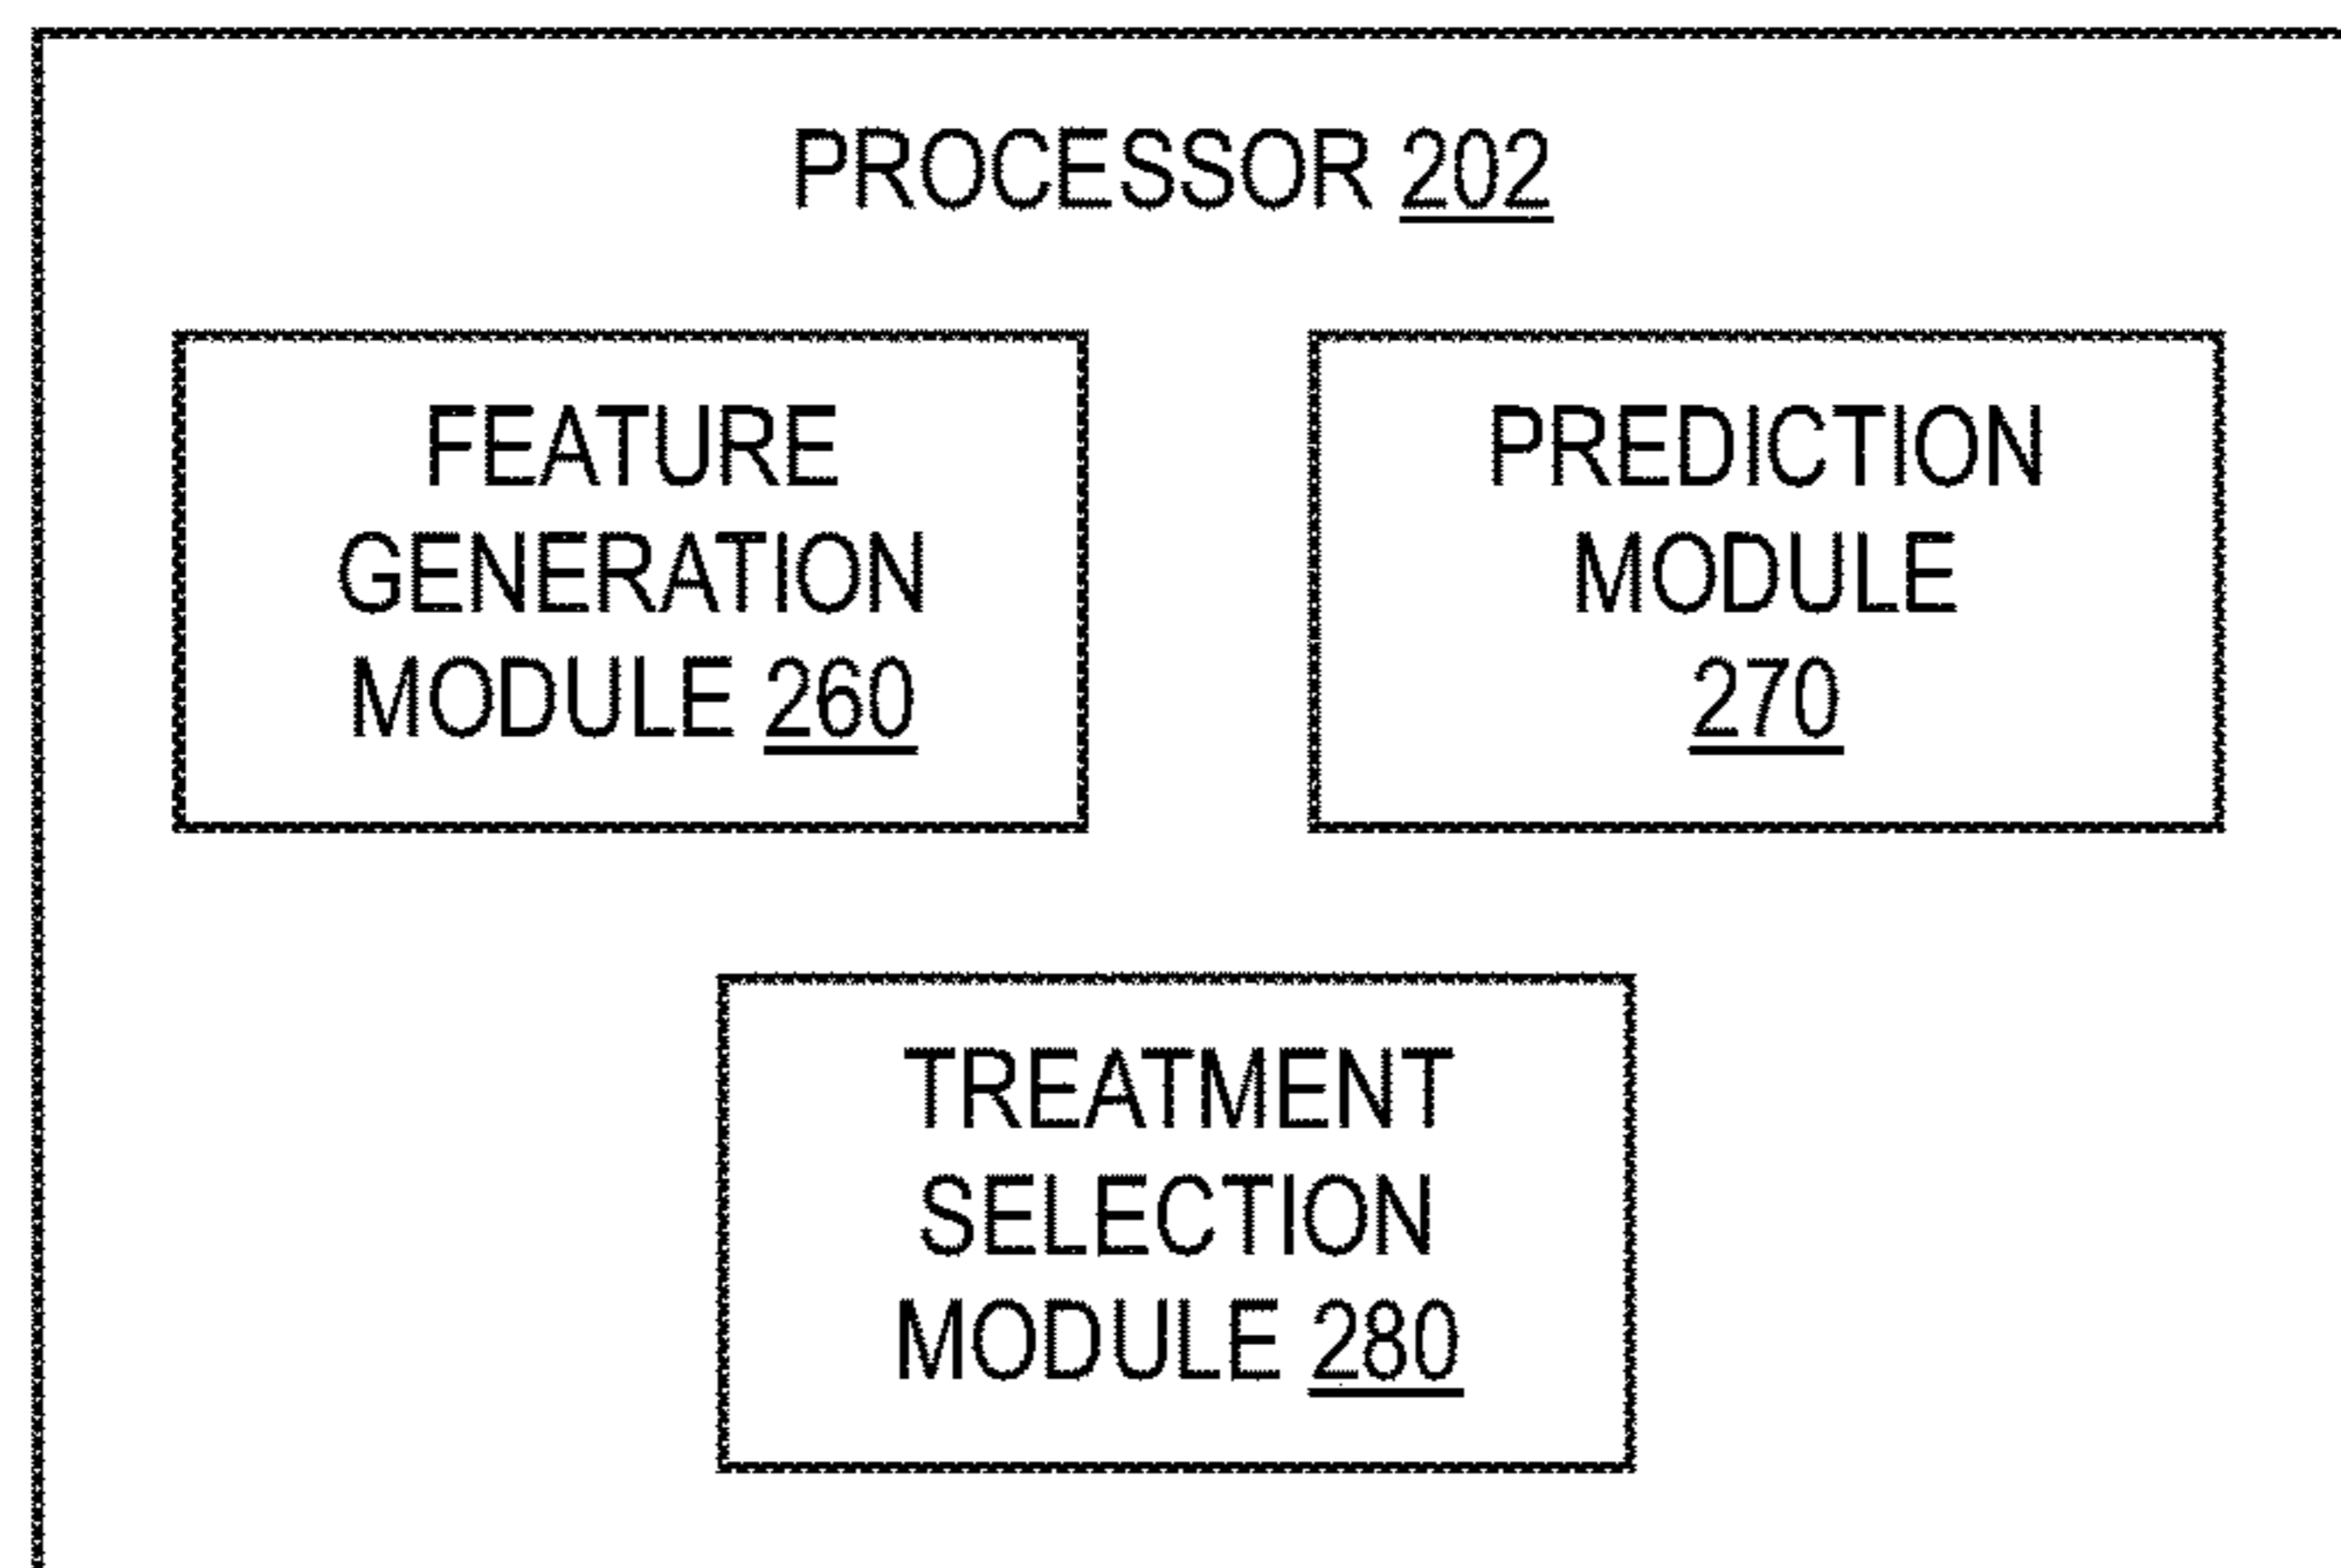 PROCESSOR 202
FEATURE
GENERATION
MODULE 260
PREDICTION
MODULE
270
TREATMENT
SELECTION
MODULE 280